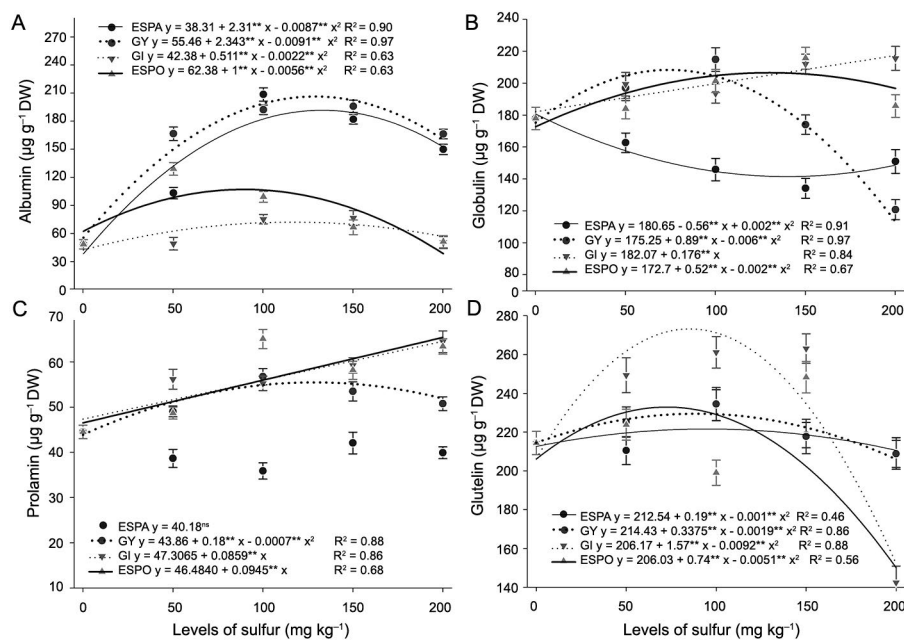 A
ESPA y = 38.31 + 2.31** x - 0.0087** x² R² = 0.90
GY y = 55.46 + 2.343** x - 0.0091** x² R² = 0.97
GI y = 42.38 + 0.511** x - 0.0022** x² R² = 0.63
ESPO y = 62.38 + 1** x - 0.0056** x² R² = 0.63
Albumin (µg g⁻¹ DW)
270
240
210
180
150
120
90
60
30
0
0 50 100 150 200
B
Globulin (µg g⁻¹ DW)
220
200
180
160
140
120
100
80
60
0
ESPA y = 180.65 - 0.56** x + 0.002** x² R² = 0.91
GY y = 175.25 + 0.89** x - 0.006** x² R² = 0.97
GI y = 182.07 + 0.176** x R² = 0.84
ESPO y = 172.7 + 0.52** x - 0.002** x² R² = 0.67
0 50 100 150 200
C
Prolamin (µg g⁻¹ DW)
70
60
50
40
30
20
10
ESPA y = 40.18ns
GY y = 43.86 + 0.18** x - 0.0007** x² R² = 0.88
GI y = 47.3065 + 0.0859** x R² = 0.86
ESPO y = 46.4840 + 0.0945** x R² = 0.68
0 50 100 150 200
Levels of sulfur (mg kg⁻¹)
D
Glutelin (µg g⁻¹ DW)
280
260
240
220
200
180
160
140
ESPA y = 212.54 + 0.19** x - 0.001** x² R² = 0.46
GY y = 214.43 + 0.3375** x - 0.0019** x² R² = 0.86
GI y = 206.17 + 1.57** x - 0.0092** x² R² = 0.88
ESPO y = 206.03 + 0.74** x - 0.0051** x² R² = 0.56
0 50 100 150 200
Levels of sulfur (mg kg⁻¹)